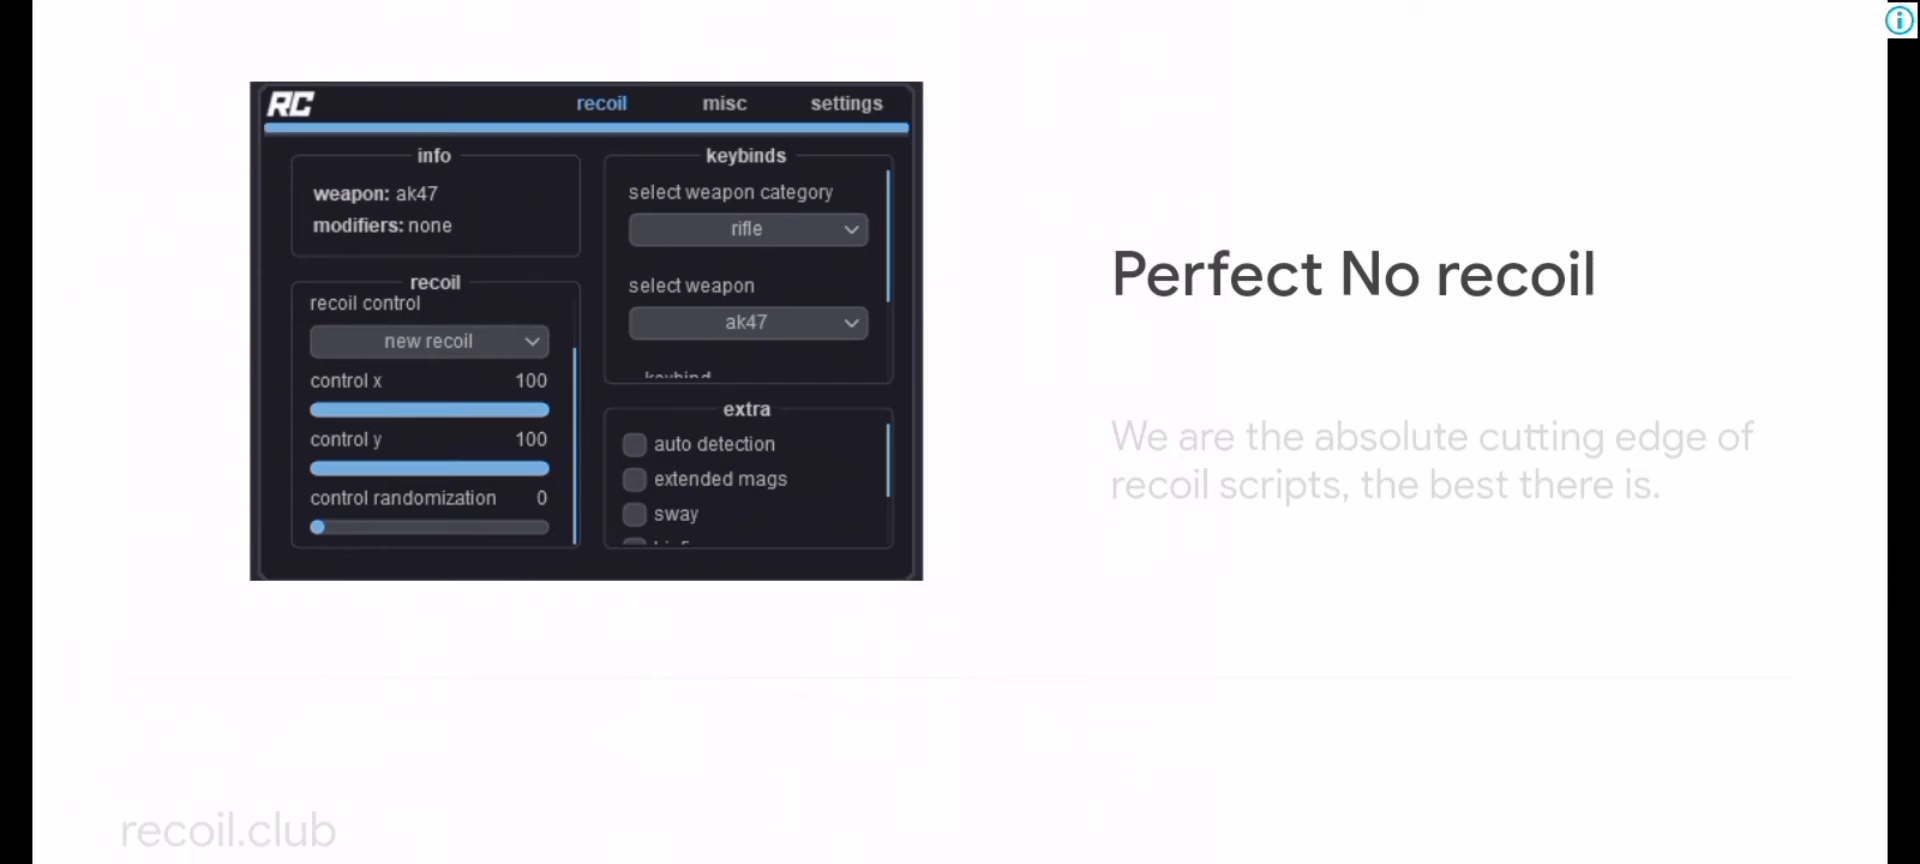 RC
recoil
misc
settings
info
weapon: ak47
modifiers: none
recoil
recoil control
new recoil
control x 100
control y 100
control randomization 0
keybinds
select weapon category
rifle
select weapon
ak47
keybind
extra
auto detection
extended mags
sway
Perfect No recoil
We are the absolute cutting edge of
recoil scripts, the best there is.
recoil.club